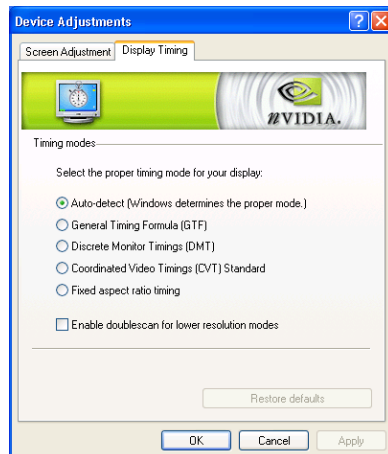 Device Adjustments
Screen Adjustment Display Timing
nVIDIA.
Timing modes
Select the proper timing mode for your display:
Auto-detect (Windows determines the proper mode.)
General Timing Formula (GTF)
Discrete Monitor Timings (DMT)
Coordinated Video Timings (CVT) Standard
Fixed aspect ratio timing
Enable doublescan for lower resolution modes
Restore defaults
OK Cancel Apply